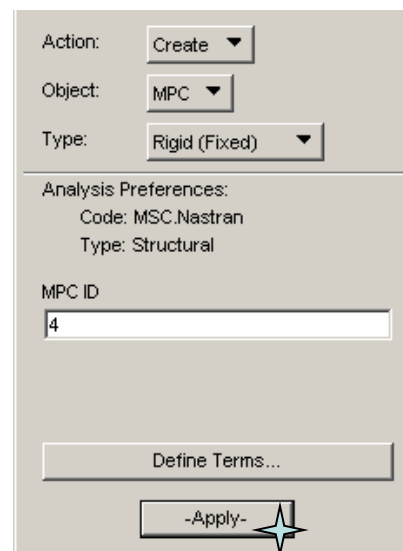 Action: Create
Object: MPC
Type: Rigid (Fixed)
Analysis Preferences:
Code: MSC.Nastran
Type: Structural
MPC ID
4
Define Terms...
-Apply-